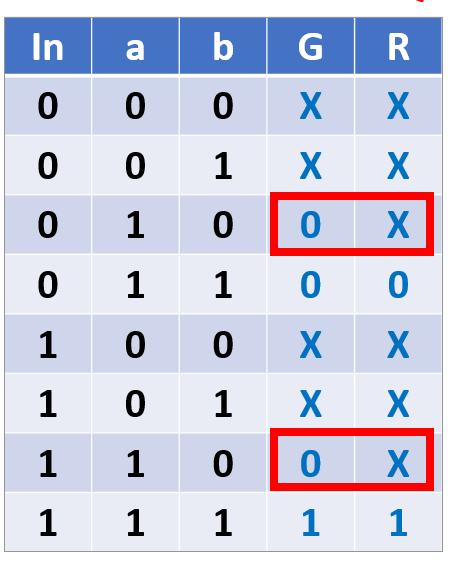 In a b G R
0 0 0 X X
0 0 1 X X
0 1 0 0 X
0 1 1 0 0
1 0 0 X X
1 0 1 X X
1 1 0 0 X
1 1 1 1 1